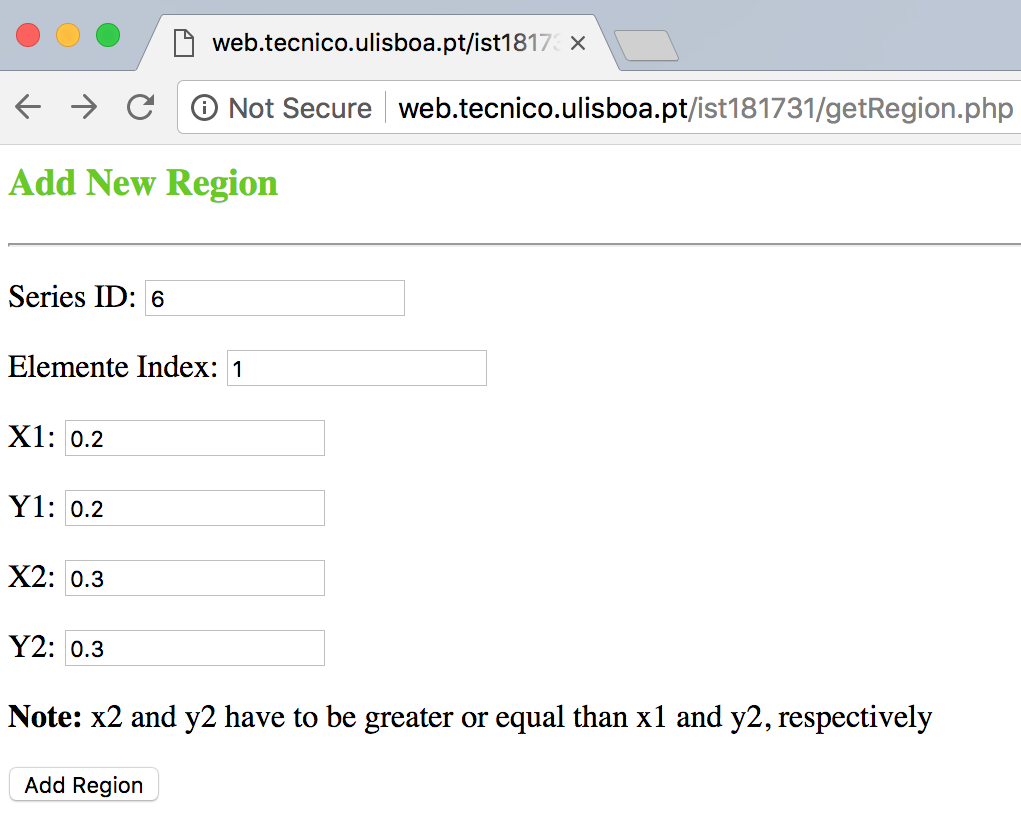 web.tecnico.ulisboa.pt/ist18173
Not Secure web.tecnico.ulisboa.pt/ist181731/getRegion.php
Add New Region
Series ID: 6
Elemente Index: 1
X1: 0.2
Y1: 0.2
X2: 0.3
Y2: 0.3
Note: x2 and y2 have to be greater or equal than x1 and y2, respectively
Add Region